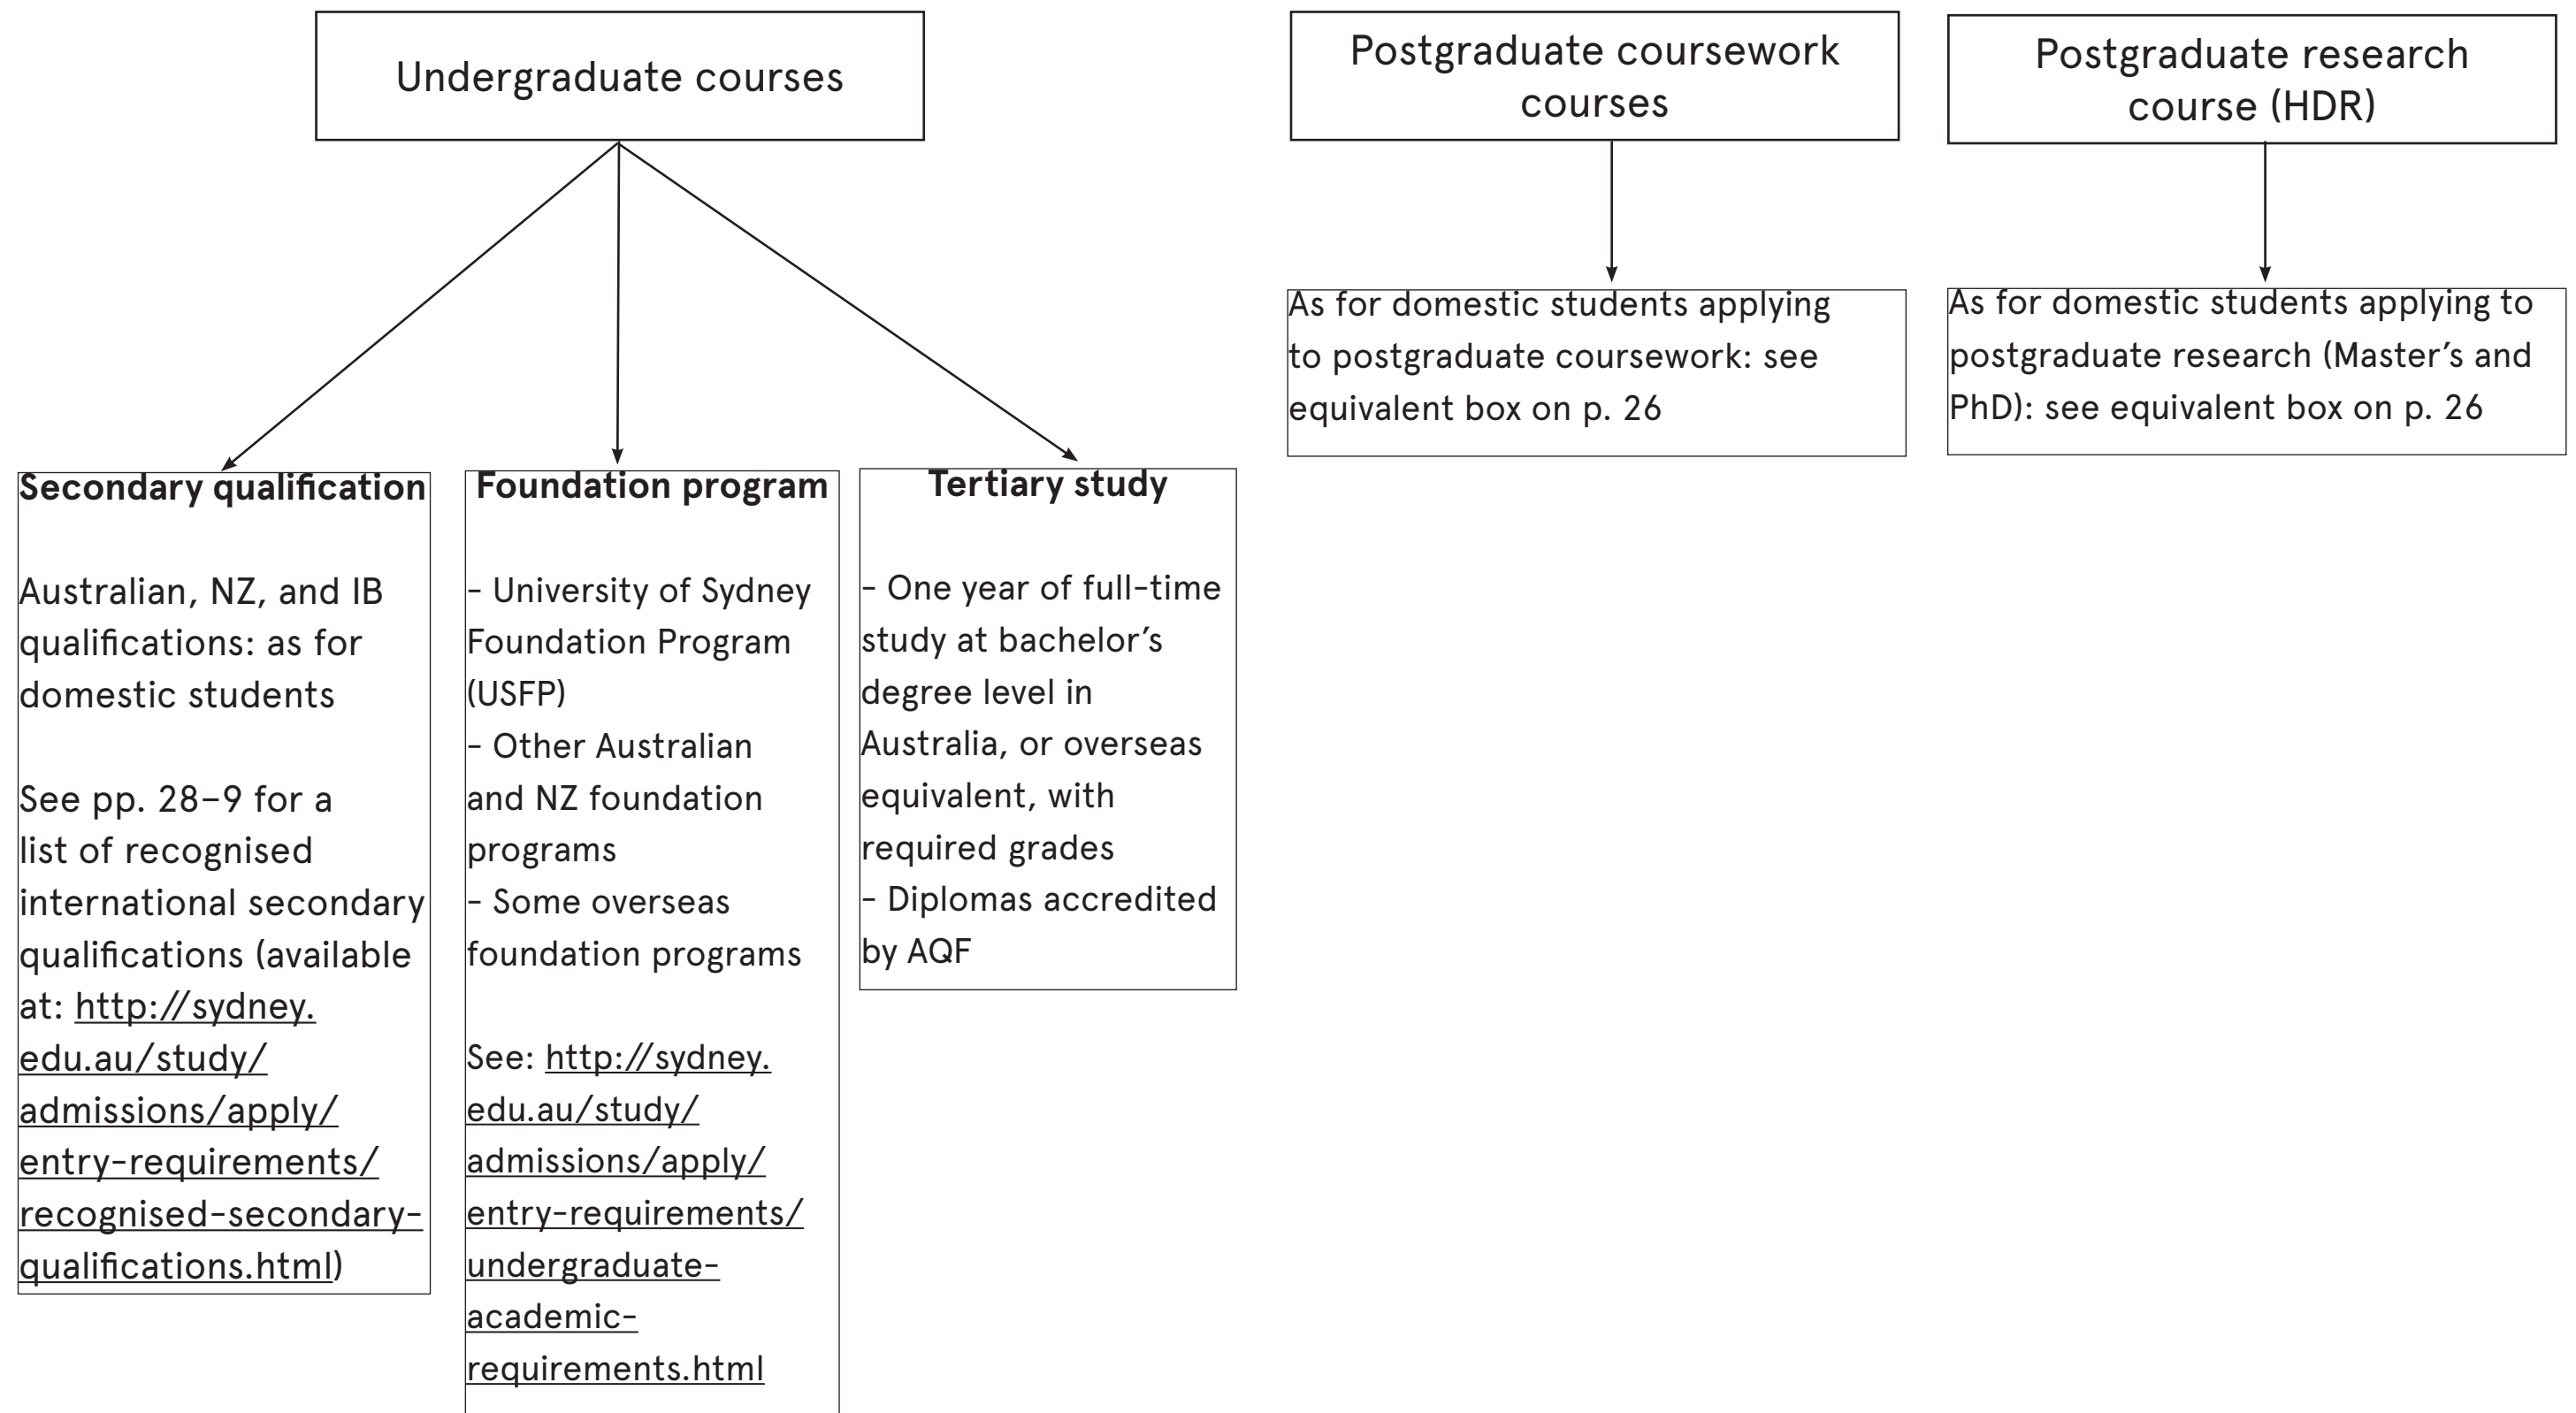 Undergraduate courses
Postgraduate coursework
courses
Postgraduate research
course (HDR)
As for domestic students applying
to postgraduate coursework: see
equivalent box on p. 26
As for domestic students applying to
postgraduate research (Master’s and
PhD): see equivalent box on p. 26
Secondary qualification
Australian, NZ, and IB
qualifications: as for
domestic students
See pp. 28–9 for a
list of recognised
international secondary
qualifications (available
at: http://sydney.
edu.au/study/
admissions/apply/
entry-requirements/
recognised-secondary-
qualifications.html)
Foundation program
- University of Sydney
Foundation Program
(USFP)
- Other Australian
and NZ foundation
programs
- Some overseas
foundation programs
See: http://sydney.
edu.au/study/
admissions/apply/
entry-requirements/
undergraduate-
academic-
requirements.html
Tertiary study
- One year of full-time
study at bachelor’s
degree level in
Australia, or overseas
equivalent, with
required grades
- Diplomas accredited
by AQF